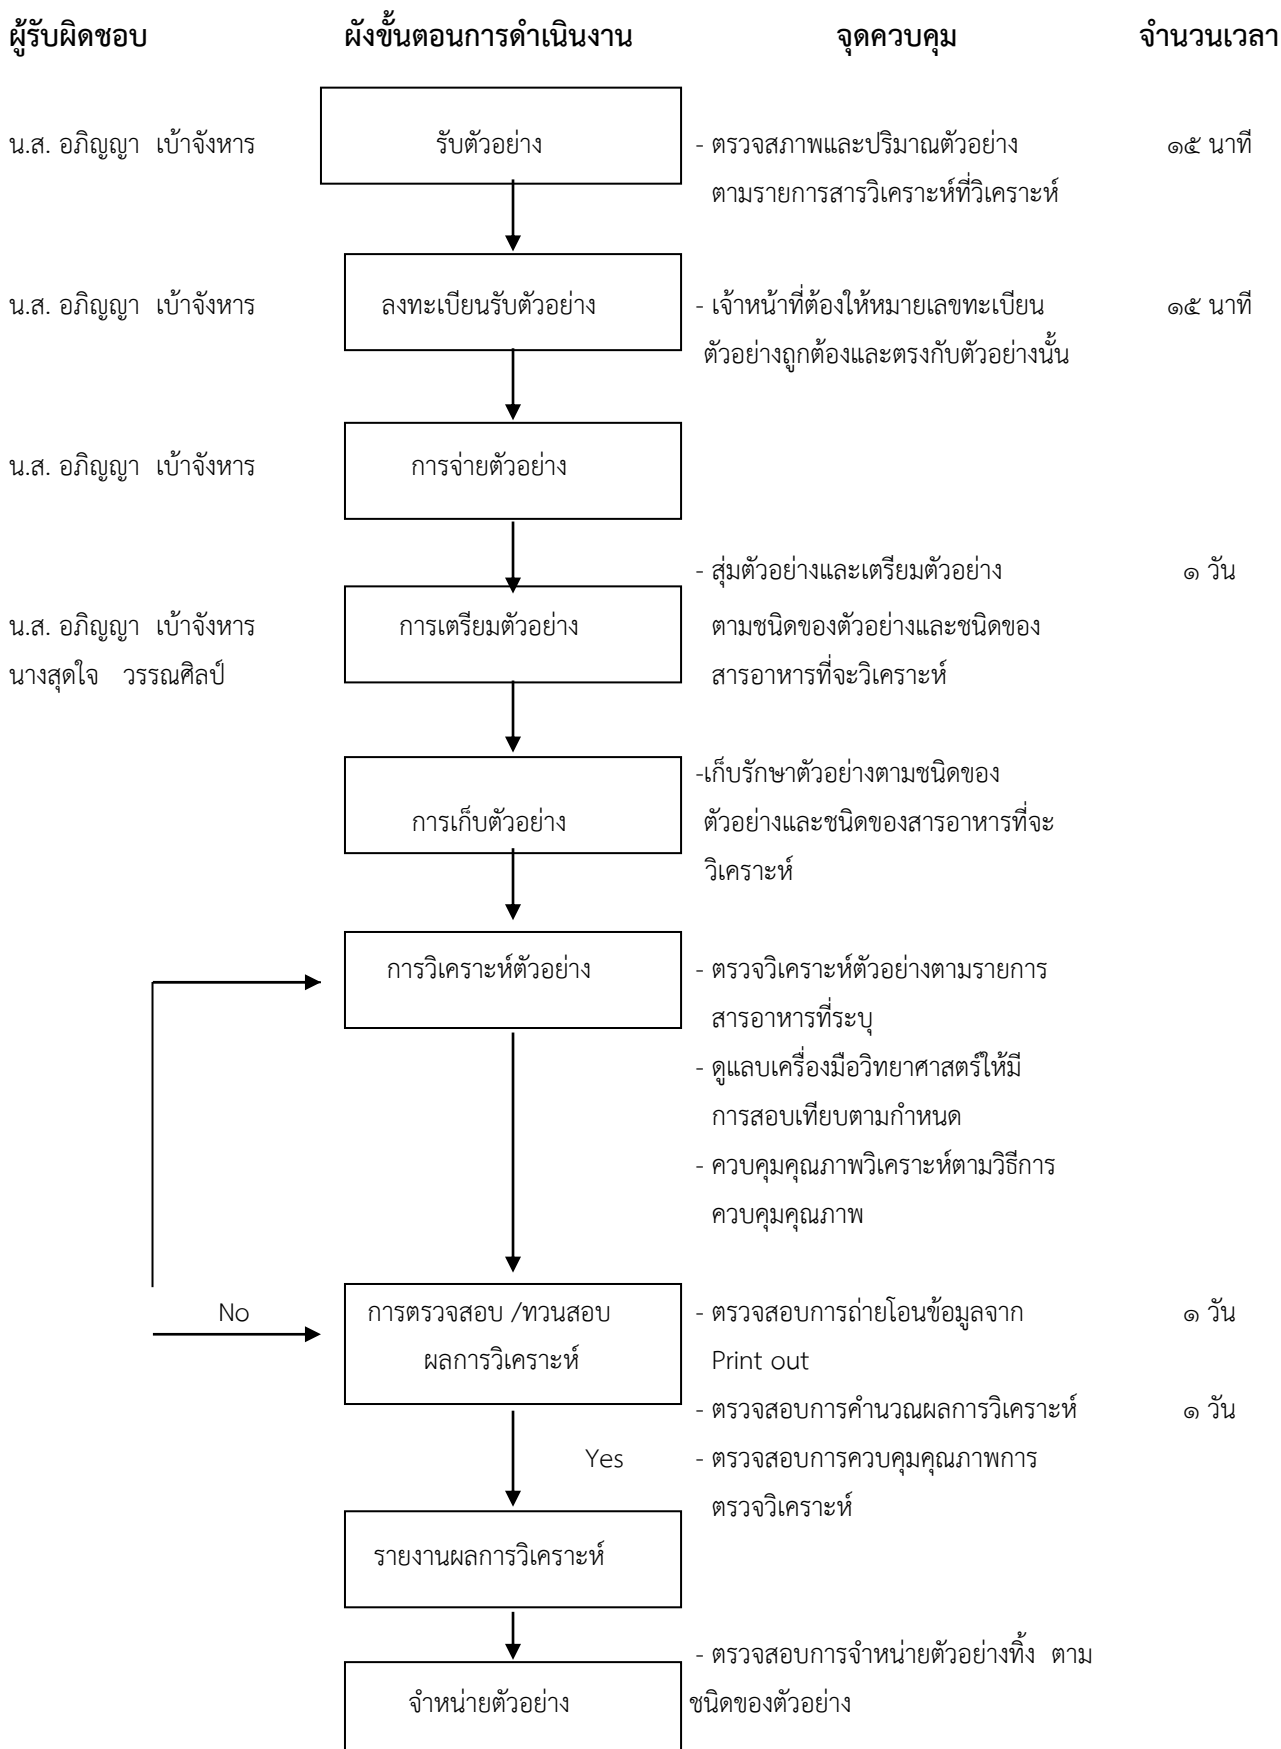 ผู้รับผิดชอบ ผังขั้นตอนการดำเนินงาน จุดควบคุม จำนวนเวลา
น.ส. อภิญญา เบ้าจังหาร รับตัวอย่าง - ตรวจสภาพและปริมาณตัวอย่าง ๑๕ นาที
ตามรายการสารวิเคราะห์ที่วิเคราะห์
น.ส. อภิญญา เบ้าจังหาร ลงทะเบียนรับตัวอย่าง - เจ้าหน้าที่ต้องให้หมายเลขทะเบียน ๑๕ นาที
ตัวอย่างถูกต้องและตรงกับตัวอย่างนั้น
น.ส. อภิญญา เบ้าจังหาร การจ่ายตัวอย่าง
- สุ่มตัวอย่างและเตรียมตัวอย่าง ๑ วัน
น.ส. อภิญญา เบ้าจังหาร การเตรียมตัวอย่าง ตามชนิดของตัวอย่างและชนิดของ
นางสุดใจ วรรณศิลป์ สารอาหารที่จะวิเคราะห์
-เก็บรักษาตัวอย่างตามชนิดของ
การเก็บตัวอย่าง ตัวอย่างและชนิดของสารอาหารที่จะ
วิเคราะห์
การวิเคราะห์ตัวอย่าง - ตรวจวิเคราะห์ตัวอย่างตามรายการ
สารอาหารที่ระบุ
- ดูแลบเครื่องมือวิทยาศาสตร์ให้มี
การสอบเทียบตามกำหนด
- ควบคุมคุณภาพวิเคราะห์ตามวิธีการ
ควบคุมคุณภาพ
No การตรวจสอบ /ทวนสอบ - ตรวจสอบการถ่ายโอนข้อมูลจาก ๑ วัน
ผลการวิเคราะห์ Print out
- ตรวจสอบการคำนวณผลการวิเคราะห์ ๑ วัน
Yes - ตรวจสอบการควบคุมคุณภาพการ
ตรวจวิเคราะห์
รายงานผลการวิเคราะห์
- ตรวจสอบการจำหน่ายตัวอย่างทิ้ง ตาม
จำหน่ายตัวอย่าง ชนิดของตัวอย่าง